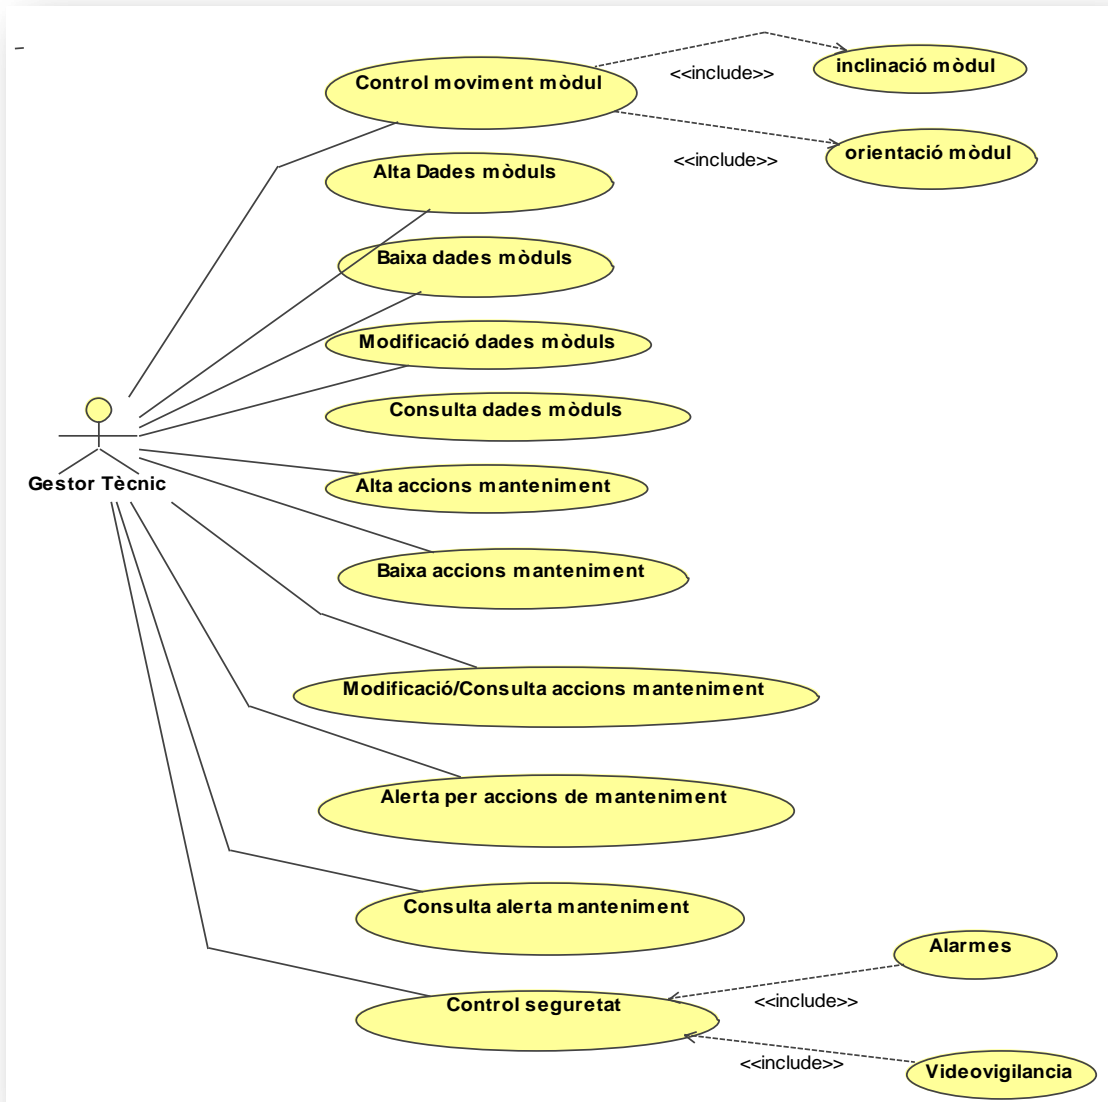 Control moviment mòdul
<<include>>
inclinació mòdul
<<include>>
orientació mòdul
Alta Dades mòduls
Baixa dades mòduls
Modificació dades mòduls
Consulta dades mòduls
Gestor Tècnic
Alta accions manteniment
Baixa accions manteniment
Modificació/Consulta accions manteniment
Alerta per accions de manteniment
Consulta alerta manteniment
Alarmes
<<include>>
Control seguretat
<<include>>
Videovigilancia